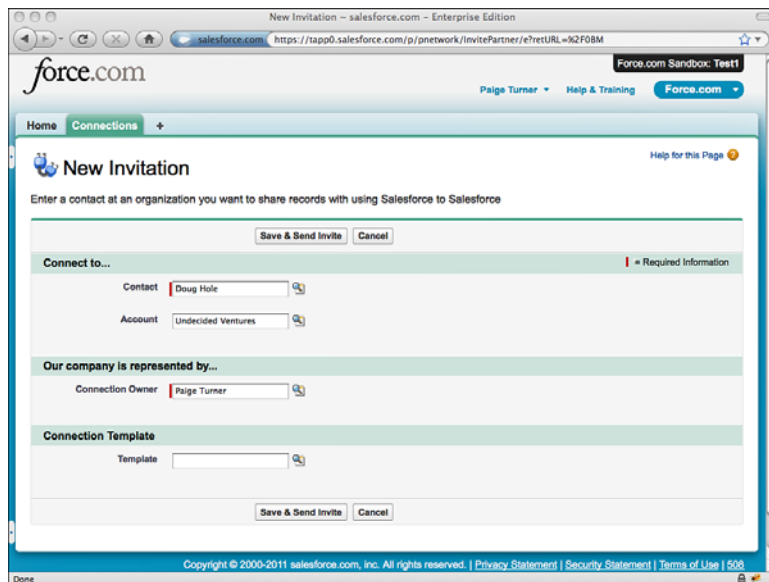 New Invitation ~ salesforce.com - Enterprise Edition
salesforce.com https://tapp0.salesforce.com/p/pnetwork/InvitePartner/e?retURL=%2F0BM
force.com
Force.com Sandbox: Test1
Paige Turner Help & Training Force.com
Home Connections +
Help for this Page
New Invitation
Enter a contact at an organization you want to share records with using Salesforce to Salesforce
Save & Send Invite Cancel
Connect to... = Required Information
Contact Doug Hole
Account Undecided Ventures
Our company is represented by...
Connection Owner Paige Turner
Connection Template
Template
Save & Send Invite Cancel
Copyright © 2000-2011 salesforce.com, inc. All rights reserved. | Privacy Statement | Security Statement | Terms of Use | 508
Done